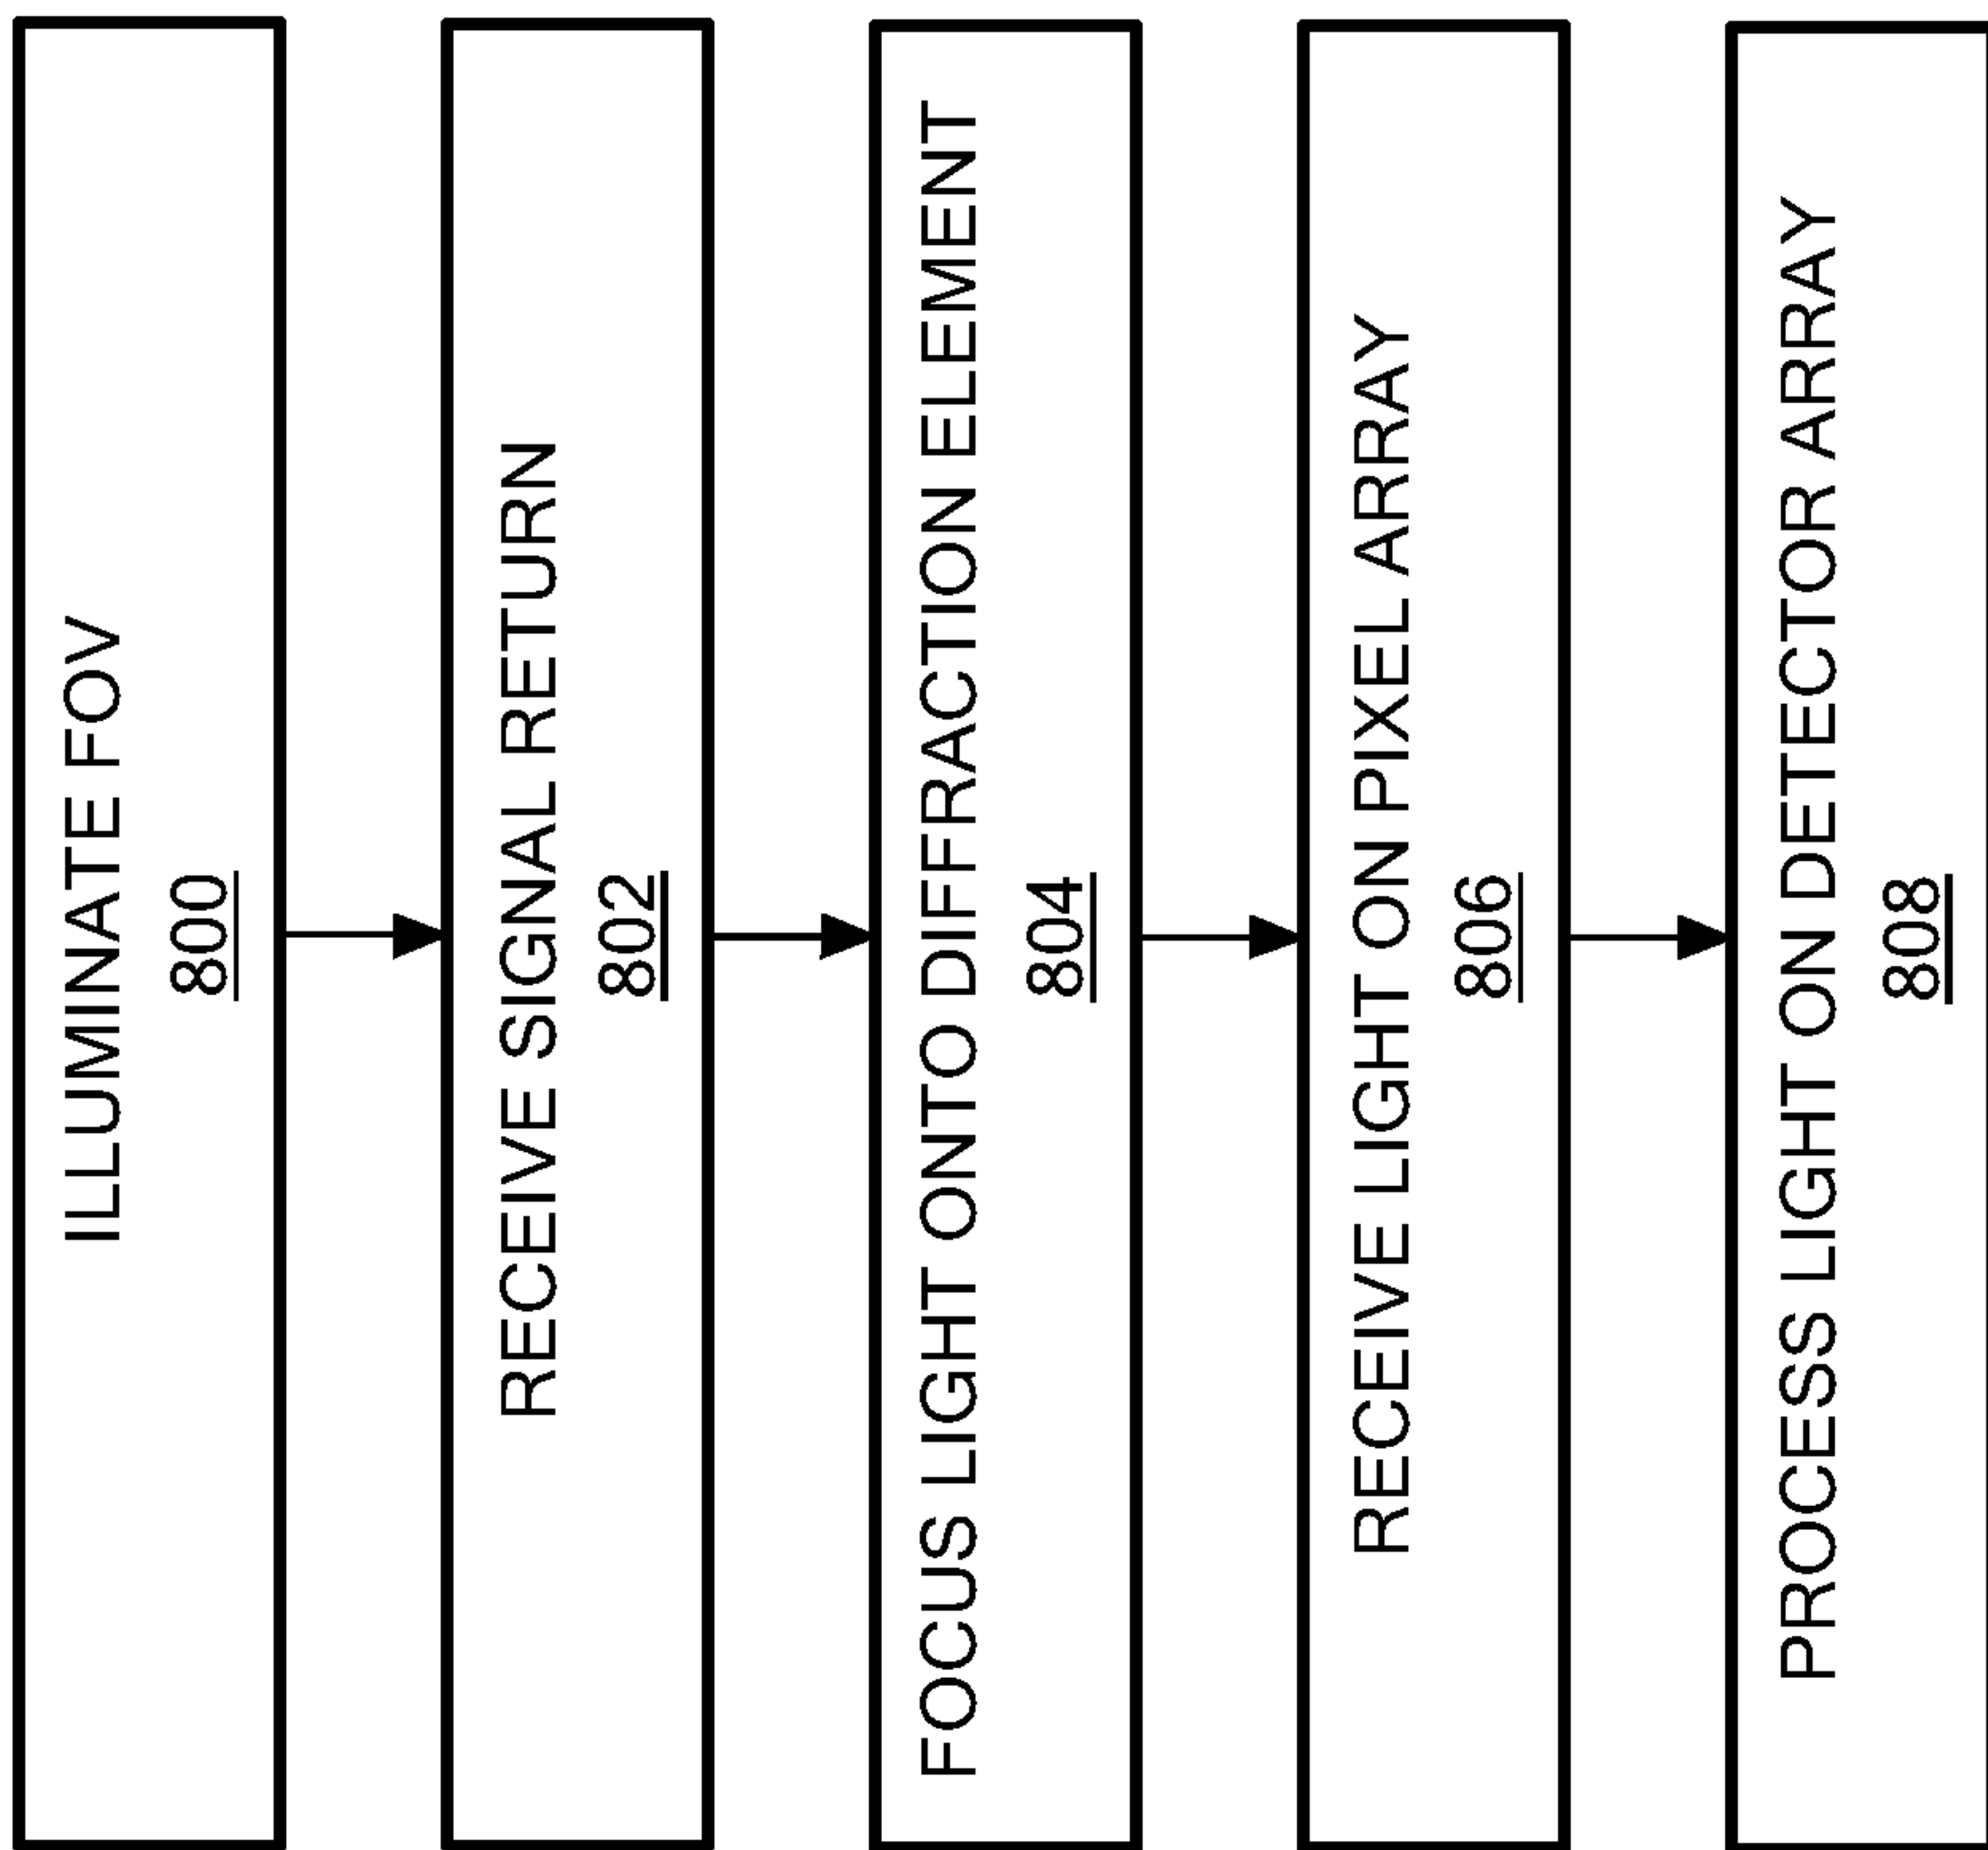 ILLUMINATE FOV
800
RECEIVE SIGNAL RETURN
802
FOCUS LIGHT ONTO DIFFRACTION ELEMENT
804
RECEIVE LIGHT ON PIXEL ARRAY
806
PROCESS LIGHT ON DETECTOR ARRAY
808